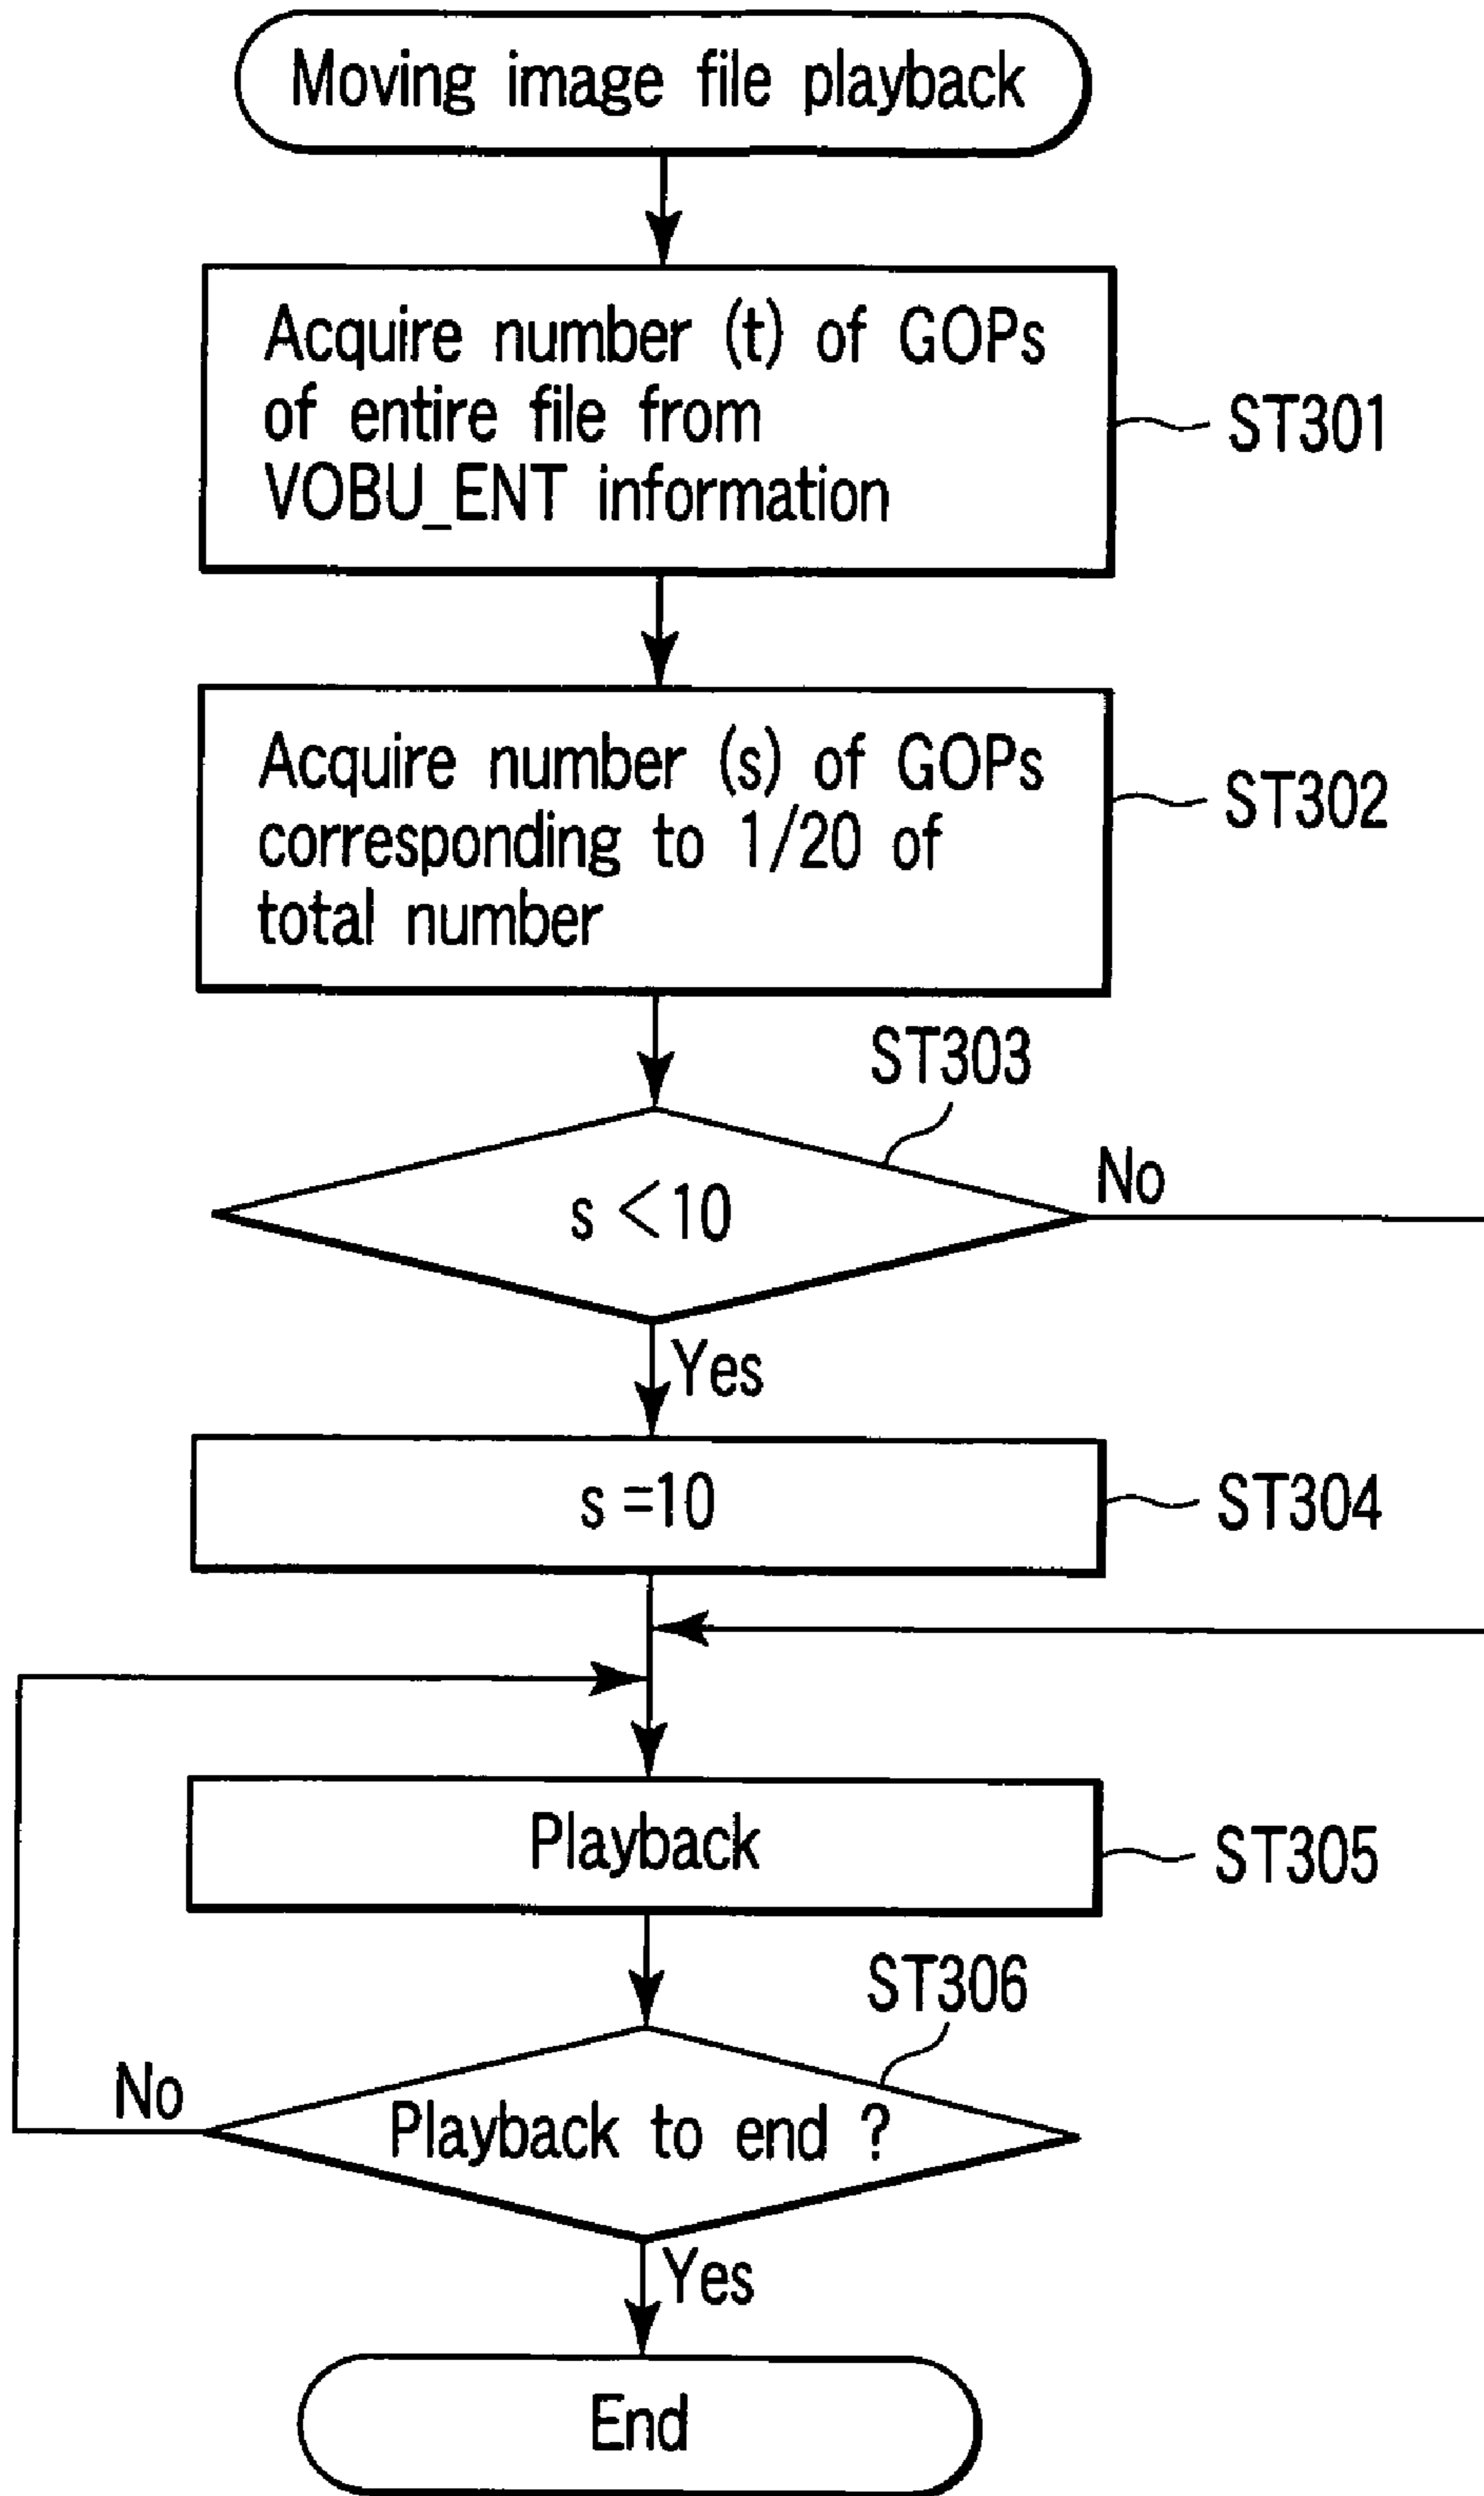 Moving image file playback
Acquire number (t) of GOPs
of entire file from
VOBU_ENT information
ST301
Acquire number (s) of GOPs
corresponding to 1/20 of
total number
ST302
ST303
s <10
No
Yes
s =10
ST304
Playback
ST305
ST306
No
Playback to end ?
Yes
End